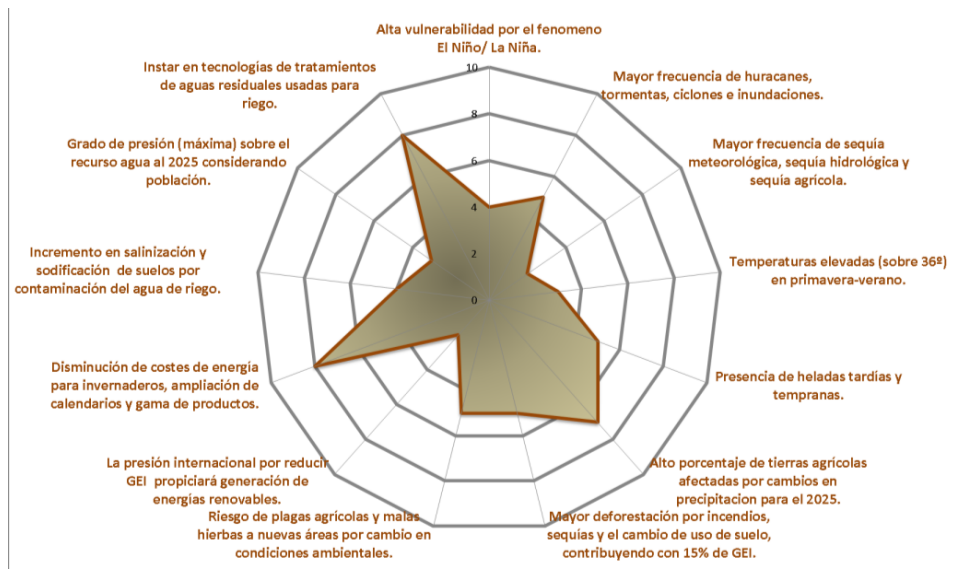 Alta vulnerabilidad por el fenomeno
El Niño/ La Niña.
Mayor frecuencia de huracanes,
tormentas, ciclones e inundaciones.
Mayor frecuencia de sequía
meteorológica, sequía hidrológica y
sequía agrícola.
Temperaturas elevadas (sobre 36º)
en primavera-verano.
Presencia de heladas tardías y
tempranas.
Alto porcentaje de tierras agrícolas
afectadas por cambios en
precipitacion para el 2025.
Mayor deforestación por incendios,
sequías y el cambio de uso de suelo,
contribuyendo con 15% de GEI.
Riesgo de plagas agrícolas y malas
hierbas a nuevas áreas por cambio en
condiciones ambientales.
La presión internacional por reducir
GEI propiciará generación de
energías renovables.
Disminución de costes de energía
para invernaderos, ampliación de
calendarios y gama de productos.
Incremento en salinización y
sodificación de suelos por
contaminación del agua de riego.
Grado de presión (máxima) sobre el
recurso agua al 2025 considerando
población.
Instar en tecnologías de tratamientos
de aguas residuales usadas para
riego.
10
8
6
4
2
0